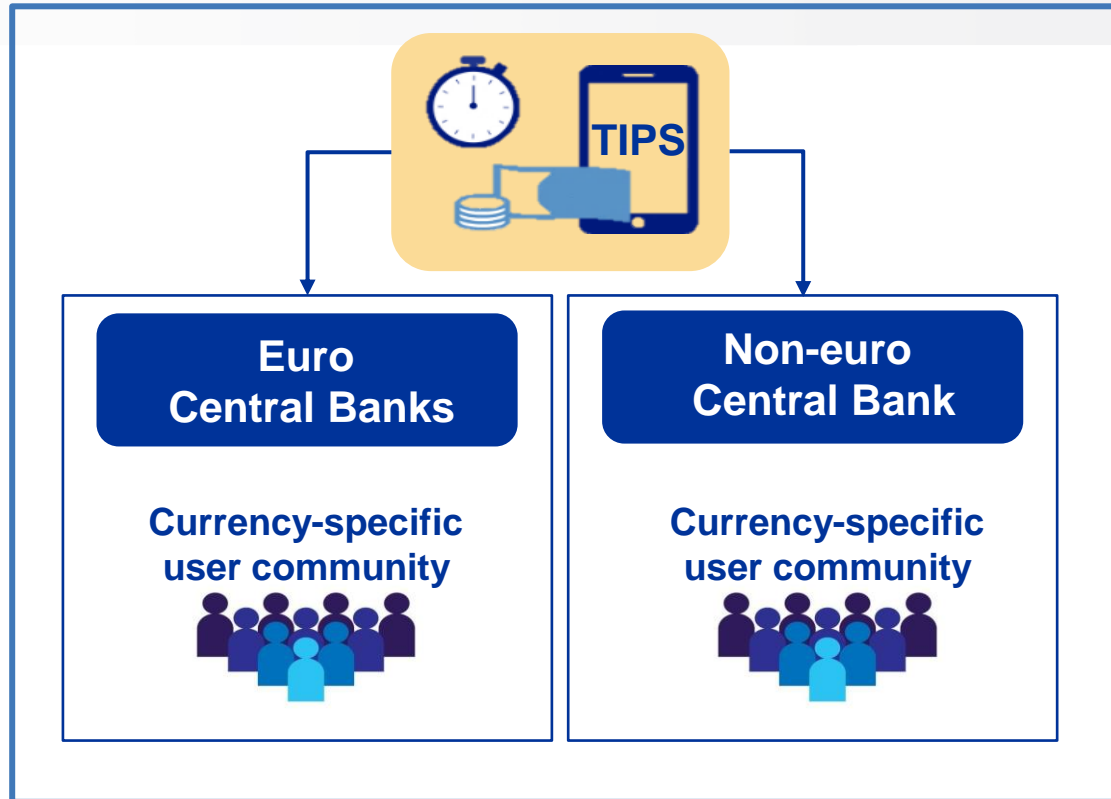 TIPS
Euro
Central Banks
Currency-specific
user community
Non-euro
Central Bank
Currency-specific
user community